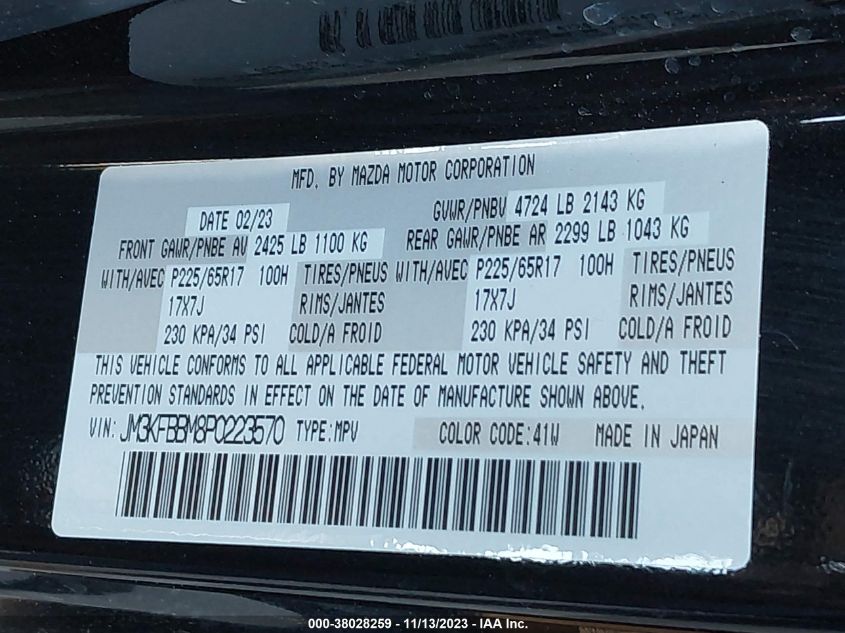 MFD. BY MAZDA MOTOR CORPORATION
DATE 02/23 GVWR/PNBV 4724 LB 2143 KG
FRONT GAWR/PNBE AV 2425 LB 1100 KG REAR GAWR/PNBE AR 2299 LB 1043 KG
WITH/AVEC P225/65R17 100H TIRES/PNEUS WITH/AVEC P225/65R17 100H TIRES/PNEUS
17X7J RIMS/JANTES 17X7J RIMS/JANTES
230 KPA/34 PSI COLD/A FROID 230 KPA/34 PSI COLD/A FROID
THIS VEHICLE CONFORMS TO ALL APPLICABLE FEDERAL MOTOR VEHICLE SAFETY AND THEFT
PREVENTION STANDARDS IN EFFECT ON THE DATE OF MANUFACTURE SHOWN ABOVE.
VIN: JM3KFBBM8P0223570 TYPE:MPV COLOR CODE:41W MADE IN JAPAN
000-38028259 - 11/13/2023 - IAA Inc.